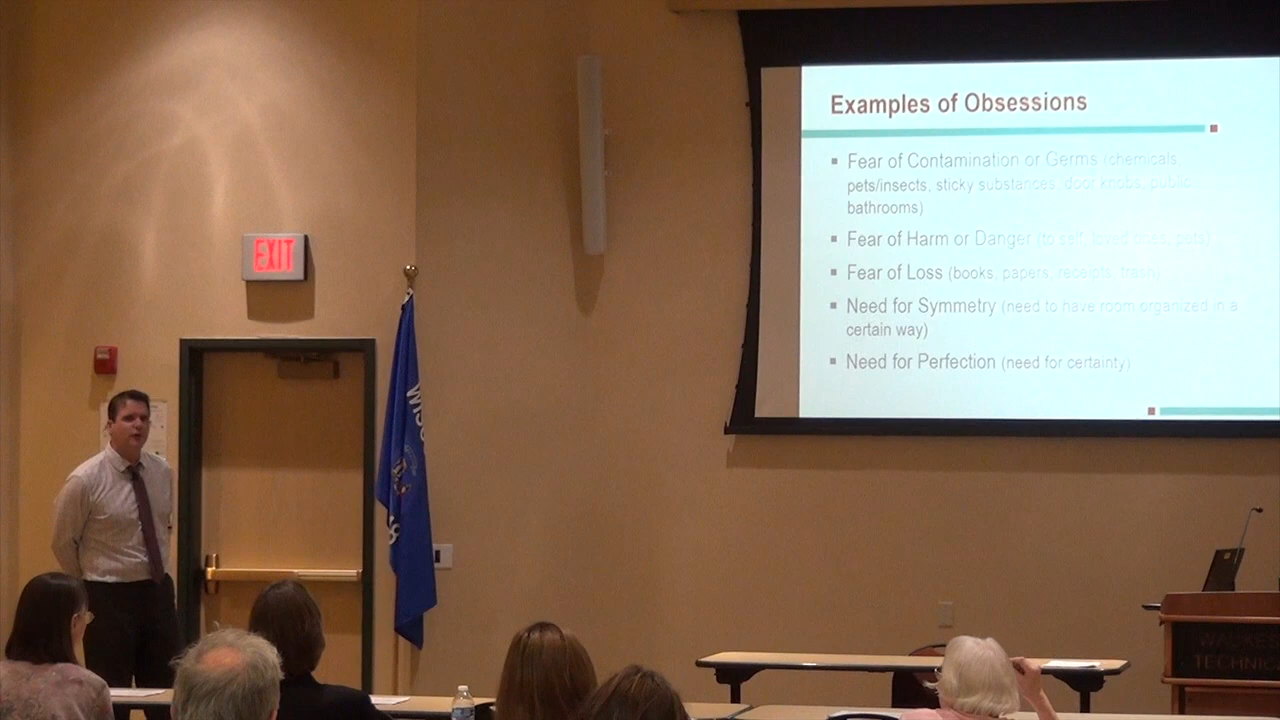 Examples of Obsessions
Fear of Contamination or Germs (chemicals,
pets/insects, sticky substances, door knobs, public
bathrooms)
Fear of Harm or Danger (to self, loved ones, pets)
Fear of Loss (books, papers, receipts, trash)
Need for Symmetry (need to have room organized in a
certain way)
Need for Perfection (need for certainty)
EXIT